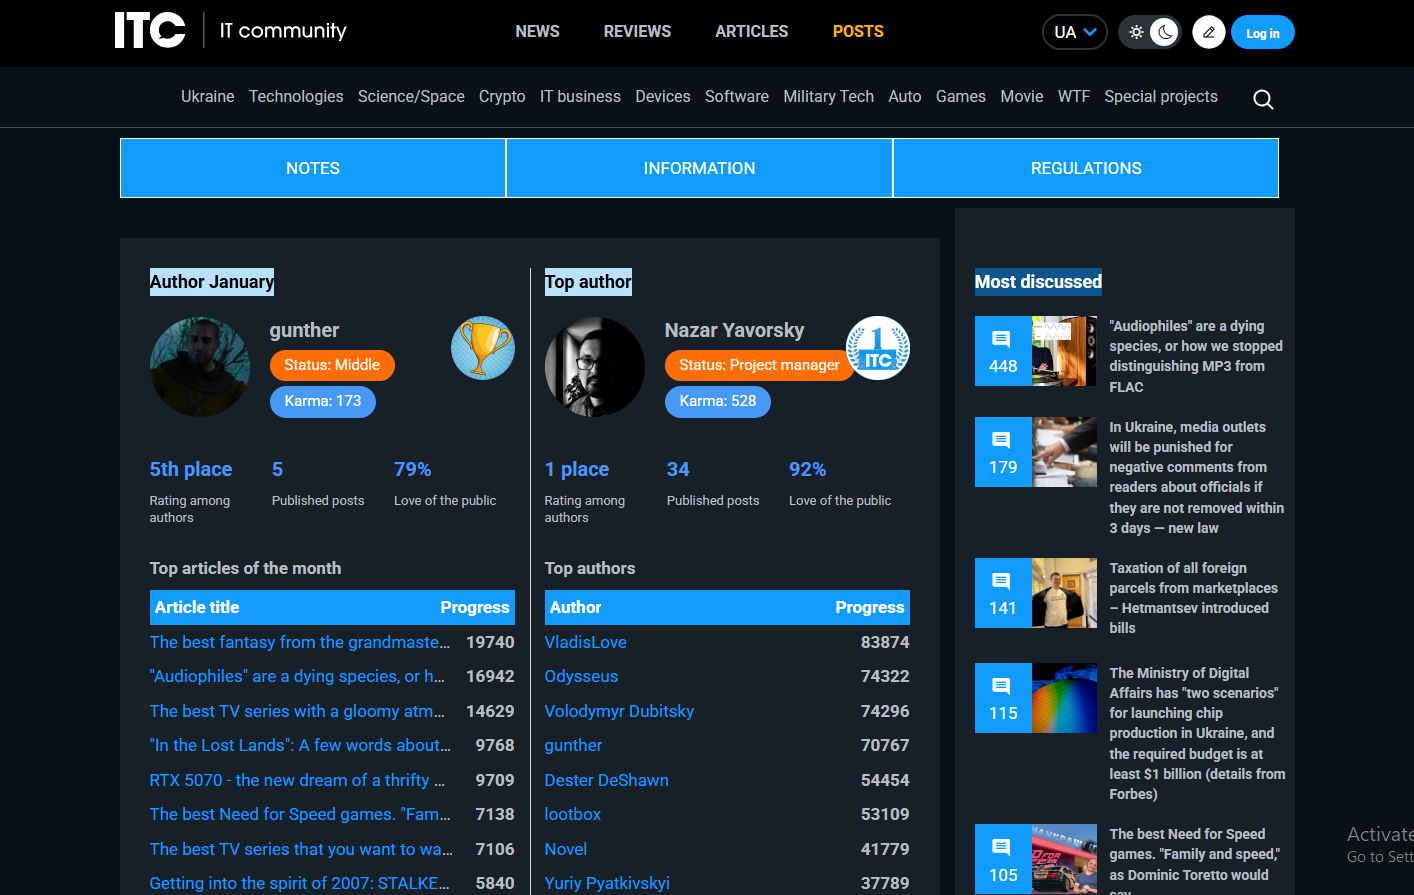 ITC IT community
NEWS REVIEWS ARTICLES POSTS
UA
Log in
Ukraine Technologies Science/Space Crypto IT business Devices Software Military Tech Auto Games Movie WTF Special projects
NOTES INFORMATION REGULATIONS
Author January
gunther
Status: Middle
Karma: 173
5th place 5 79%
Rating among Published posts Love of the public
authors
Top articles of the month
Article title Progress
The best fantasy from the grandmaste... 19740
"Audiophiles" are a dying species, or h... 16942
The best TV series with a gloomy atm... 14629
"In the Lost Lands": A few words about... 9768
RTX 5070 - the new dream of a thrifty ... 9709
The best Need for Speed games. "Fam... 7138
The best TV series that you want to wa... 7106
Getting into the spirit of 2007: STALKE... 5840
Top author
Nazar Yavorsky
Status: Project manager
1
ITC
Karma: 528
1 place 34 92%
Rating among Published posts Love of the public
authors
Top authors
Author Progress
VladisLove 83874
Odysseus 74322
Volodymyr Dubitsky 74296
gunther 70767
Dester DeShawn 54454
lootbox 53109
Novel 41779
Yuriy Pyatkivskyi 37789
Most discussed
448
"Audiophiles" are a dying
species, or how we stopped
distinguishing MP3 from
FLAC
179
In Ukraine, media outlets
will be punished for
negative comments from
readers about officials if
they are not removed within
3 days — new law
141
Taxation of all foreign
parcels from marketplaces
– Hetmantsev introduced
bills
115
The Ministry of Digital
Affairs has "two scenarios"
for launching chip
production in Ukraine, and
the required budget is at
least $1 billion (details from
Forbes)
105
The best Need for Speed
games. "Family and speed,"
as Dominic Toretto would
say
Activate
Go to Sett